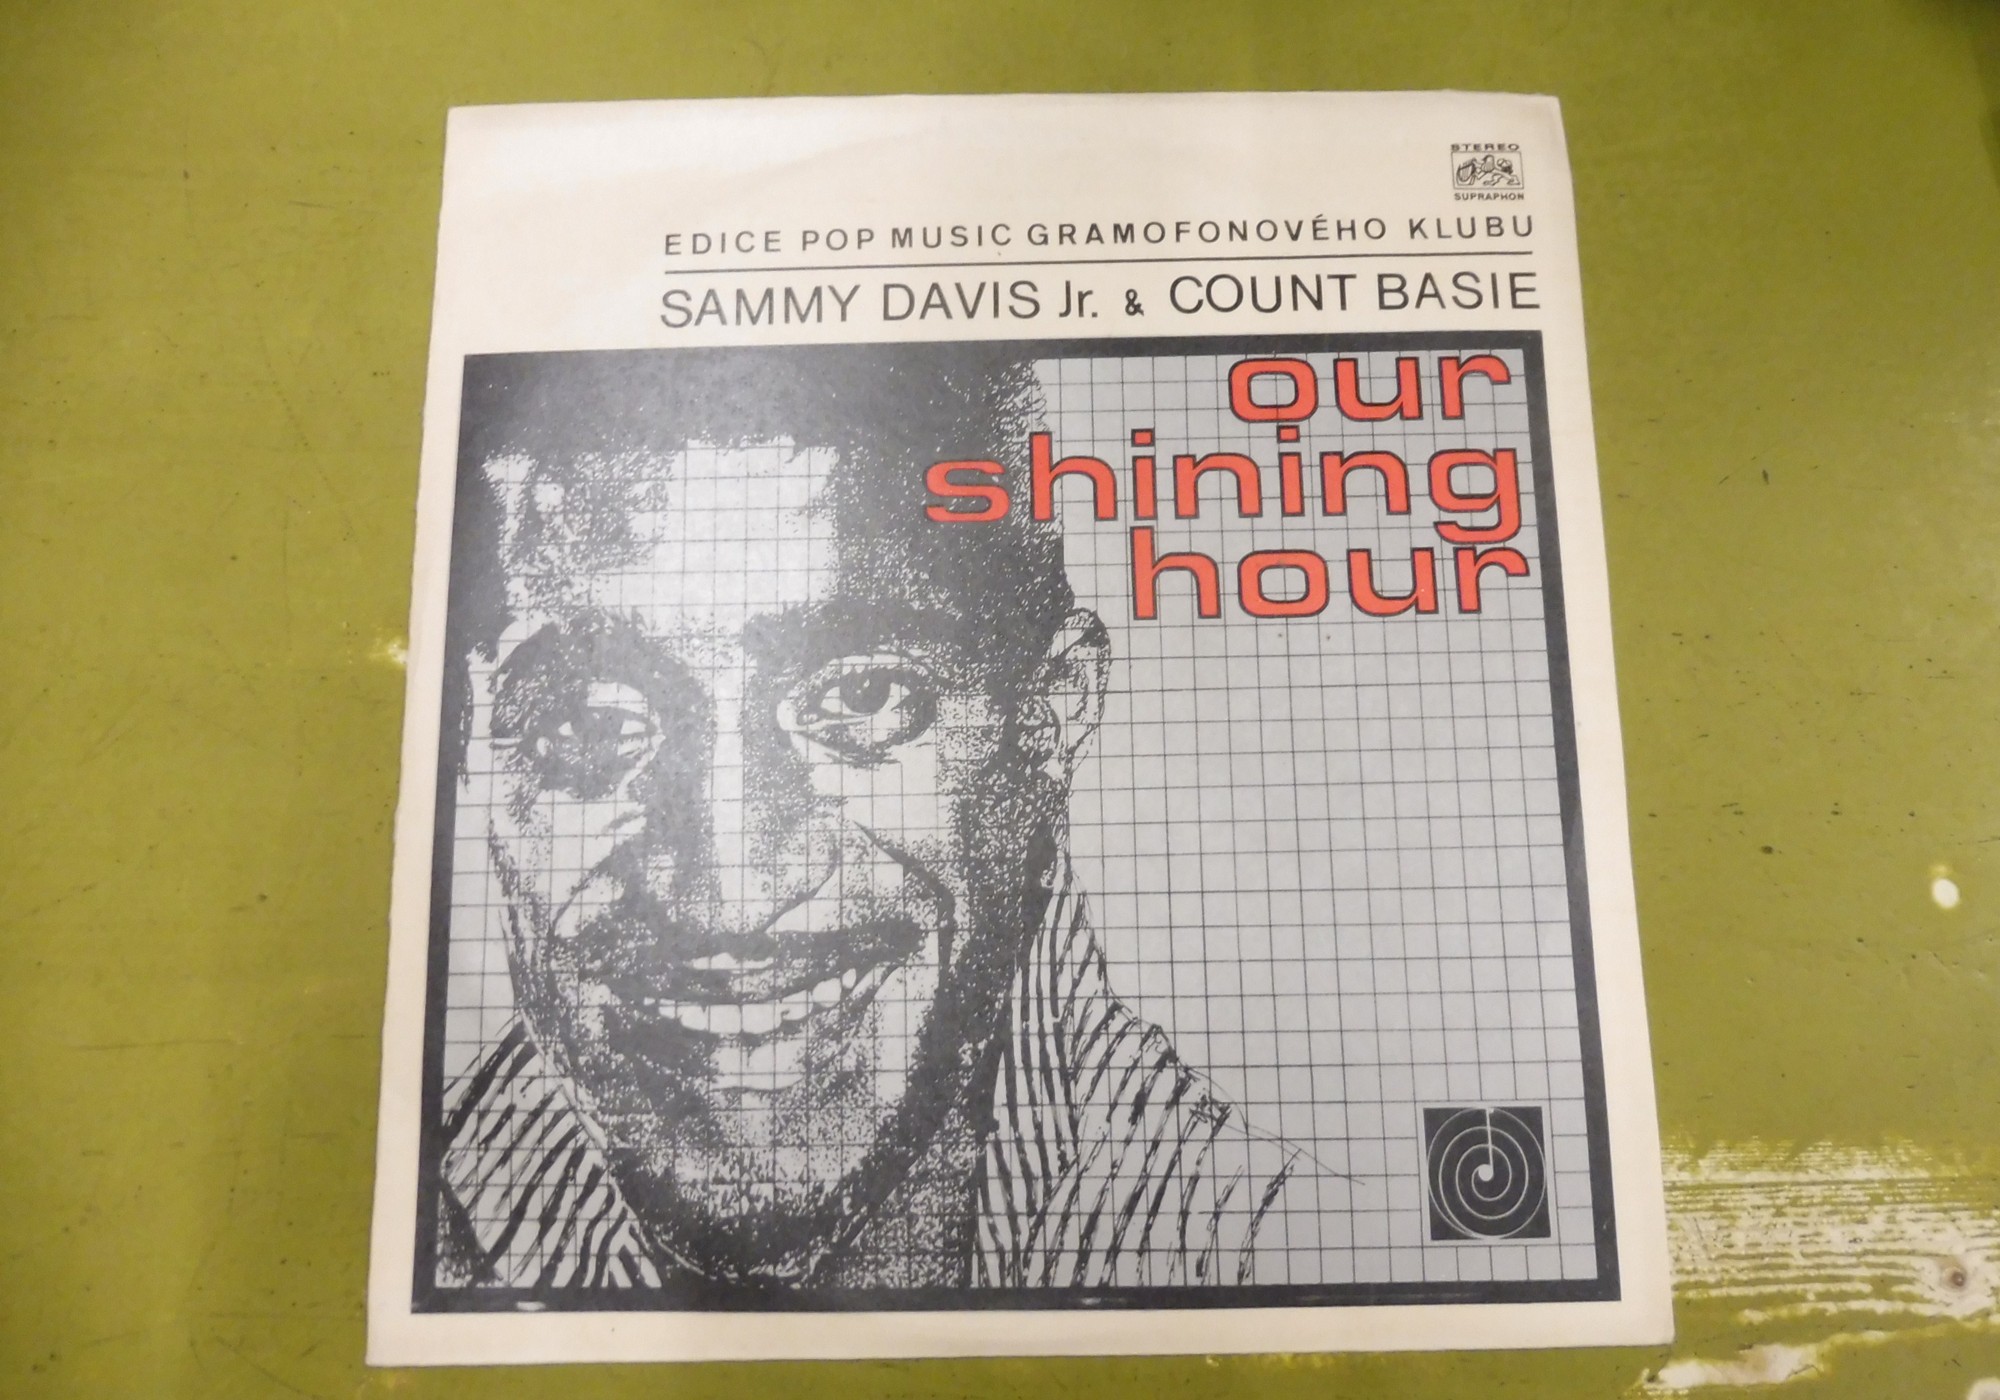 STEREO
SUPRAPHON
EDICE POP MUSIC GRAMOFONOVÉHO KLUBU
SAMMY DAVIS Jr. & COUNT BASIE
our
shining
hour